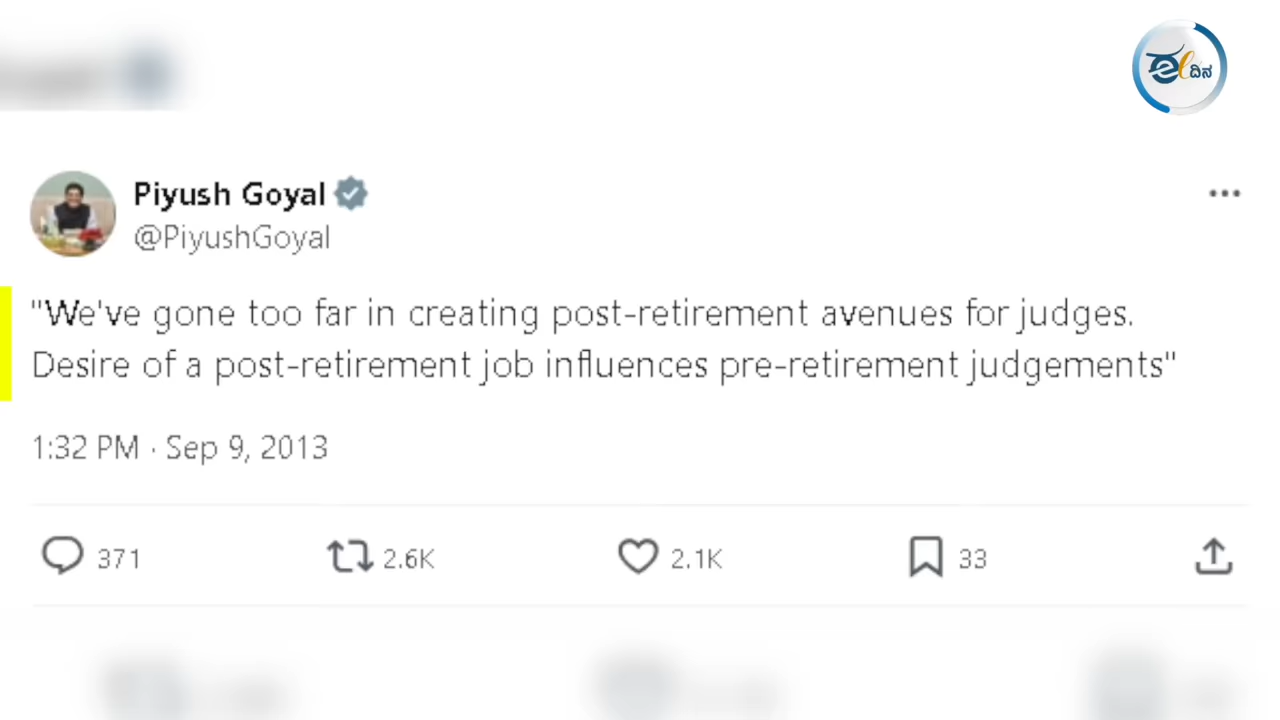 ಈ ದಿನ
Piyush Goyal
@PiyushGoyal
"We've gone too far in creating post-retirement avenues for judges.
Desire of a post-retirement job influences pre-retirement judgements"
1:32 PM · Sep 9, 2013
371 2.6K 2.1K 33